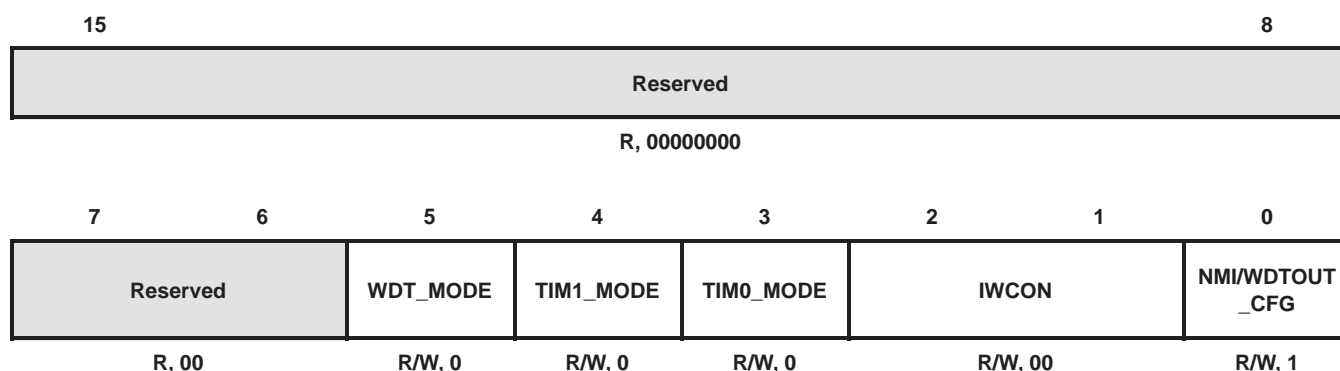 15 8
Reserved
R, 00000000
7 6 5 4 3 2 1 0
Reserved WDT_MODE TIM1_MODE TIM0_MODE IWCON NMI/WDTOUT
_CFG
R, 00 R/W, 0 R/W, 0 R/W, 0 R/W, 00 R/W, 1